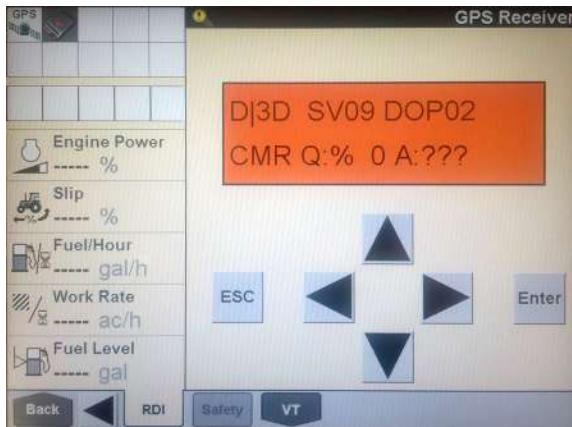 GPS
GPS Receiver
D|3D SV09 DOP02
CMR Q:% 0 A:???
Engine Power
----- %
Slip
----- %
Fuel/Hour
----- gal/h
Work Rate
----- ac/h
Fuel Level
----- gal
ESC
Enter
Back
RDI
Safety
VT